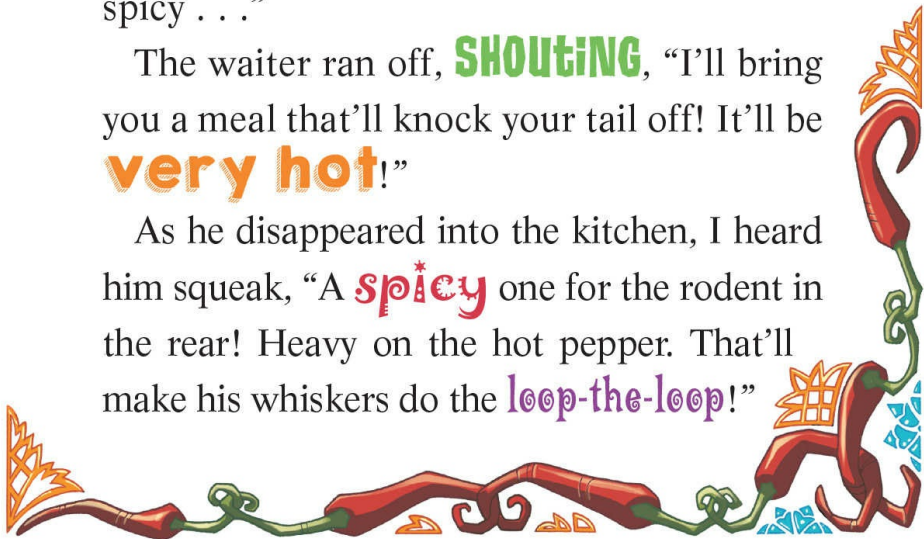 spicy . . .”
The waiter ran off, SHOUTING, “I’ll bring
you a meal that’ll knock your tail off! It’ll be
very hot!”
As he disappeared into the kitchen, I heard
him squeak, “A spicy one for the rodent in
the rear! Heavy on the hot pepper. That’ll
make his whiskers do the loop-the-loop!”